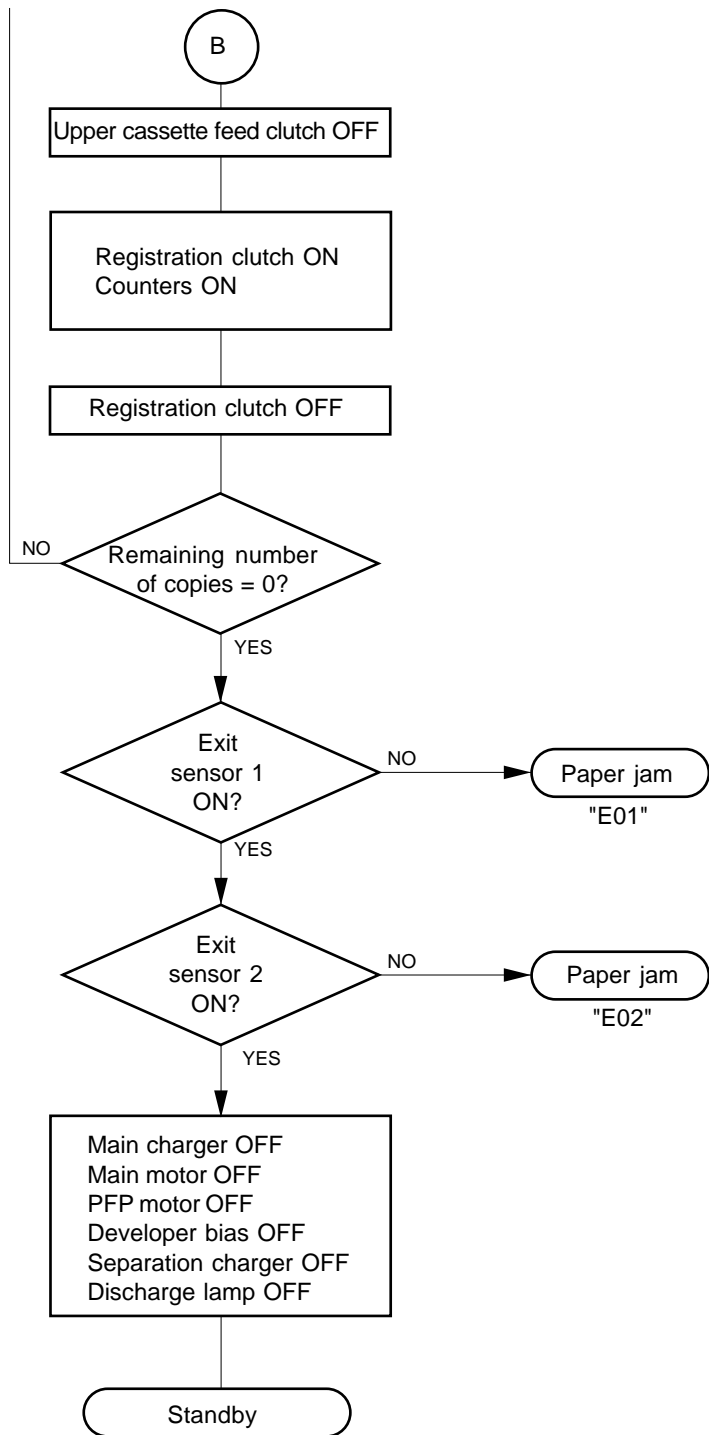 B
Upper cassette feed clutch OFF
Registration clutch ON
Counters ON
Registration clutch OFF
NO
Remaining number
of copies = 0?
YES
Exit
sensor 1
ON?
NO
Paper jam
"E01"
YES
Exit
sensor 2
ON?
NO
Paper jam
"E02"
YES
Main charger OFF
Main motor OFF
PFP motor OFF
Developer bias OFF
Separation charger OFF
Discharge lamp OFF
Standby